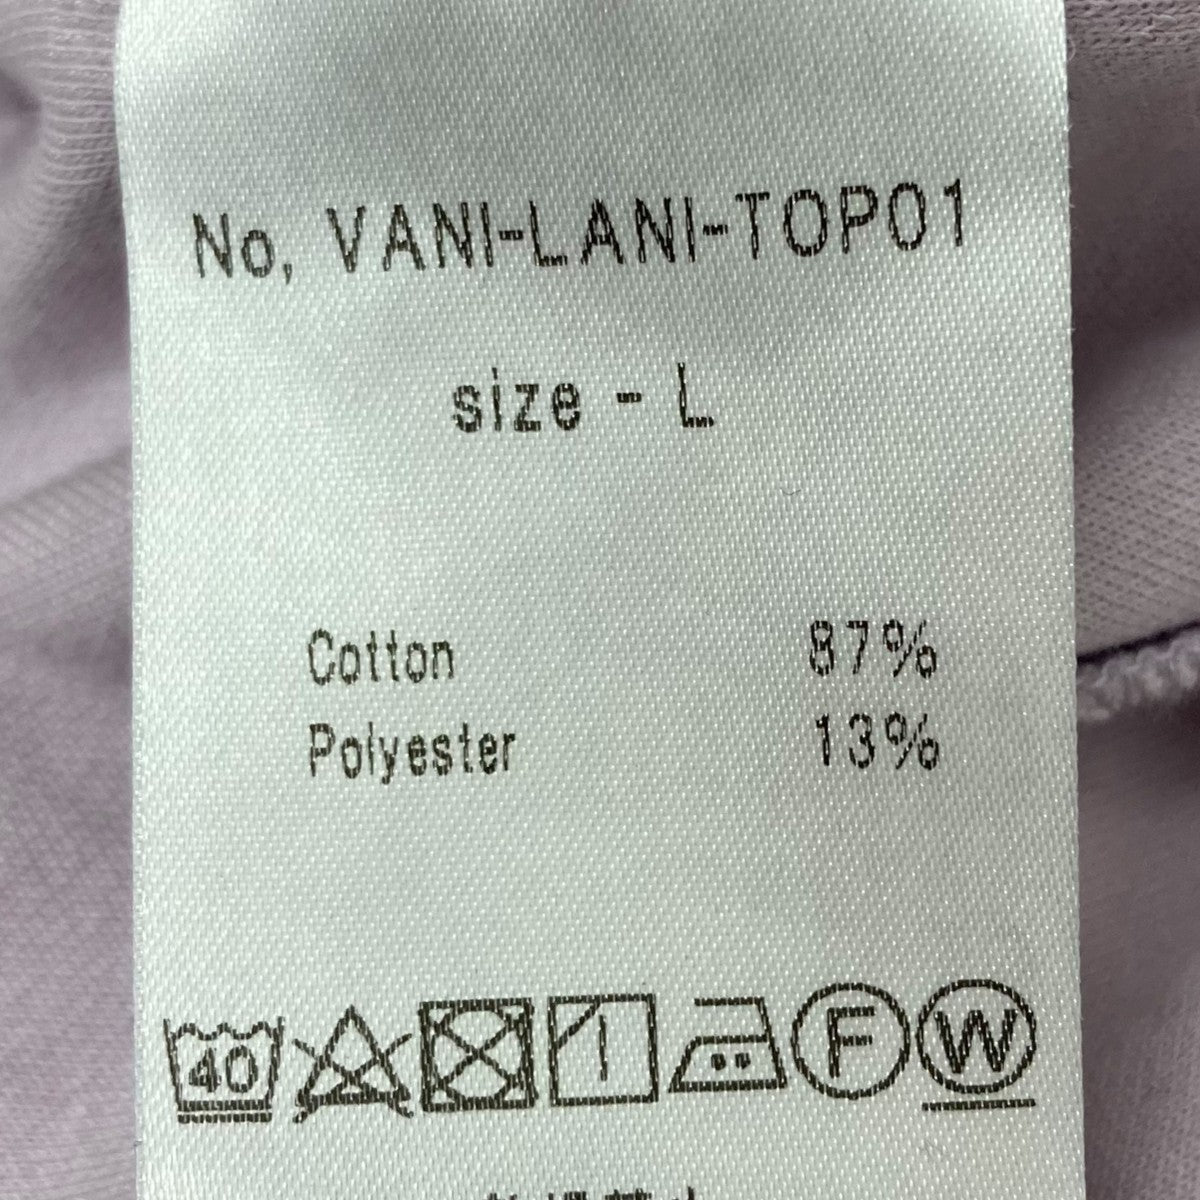 No, VANI-LANI-TOP01
size - L
Cotton 87%
Polyester 13%
40 F W